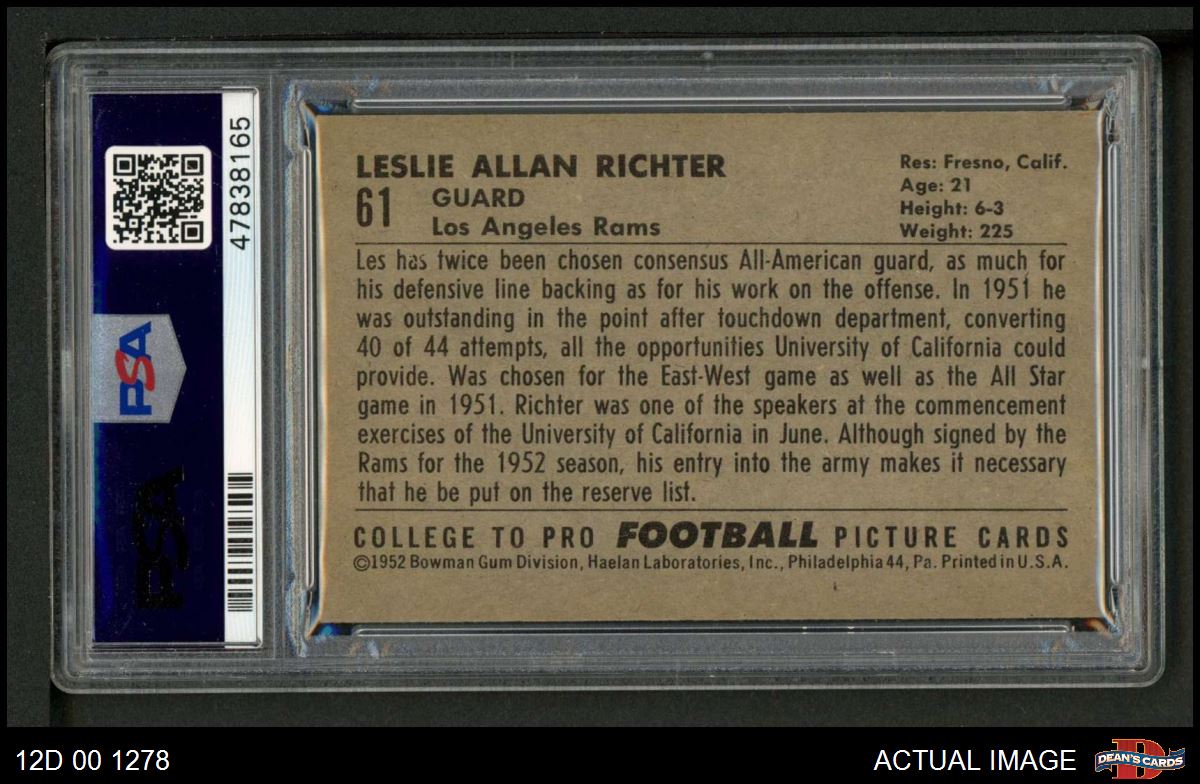 PSA
PSA
47838165
LESLIE ALLAN RICHTER
61
GUARD
Los Angeles Rams
Res: Fresno, Calif.
Age: 21
Height: 6-3
Weight: 225
Les has twice been chosen consensus All-American guard, as much for
his defensive line backing as for his work on the offense. In 1951 he
was outstanding in the point after touchdown department, converting
40 of 44 attempts, all the opportunities University of California could
provide. Was chosen for the East-West game as well as the All Star
game in 1951. Richter was one of the speakers at the commencement
exercises of the University of California in June. Although signed by the
Rams for the 1952 season, his entry into the army makes it necessary
that he be put on the reserve list.
COLLEGE TO PRO FOOTBALL PICTURE CARDS
©1952 Bowman Gum Division, Haelan Laboratories, Inc., Philadelphia 44, Pa. Printed in U.S.A.
12D 00 1278
ACTUAL IMAGE
D
DEAN'S CARDS